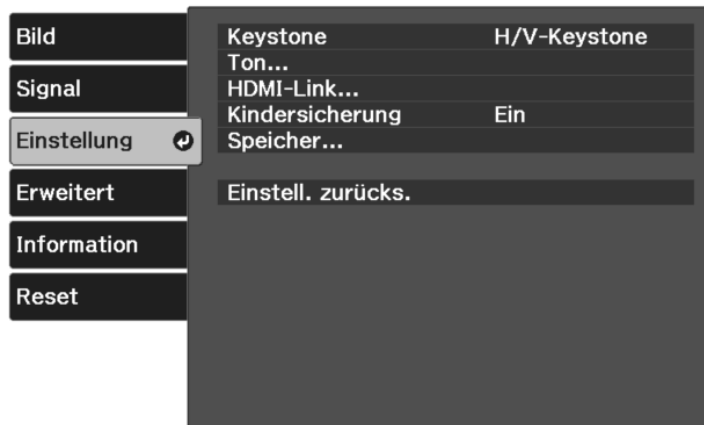 Bild
Signal
Einstellung
Erweitert
Information
Reset
Keystone H/V-Keystone
Ton...
HDMI-Link...
Kindersicherung Ein
Speicher...
Einstell. zurücks.